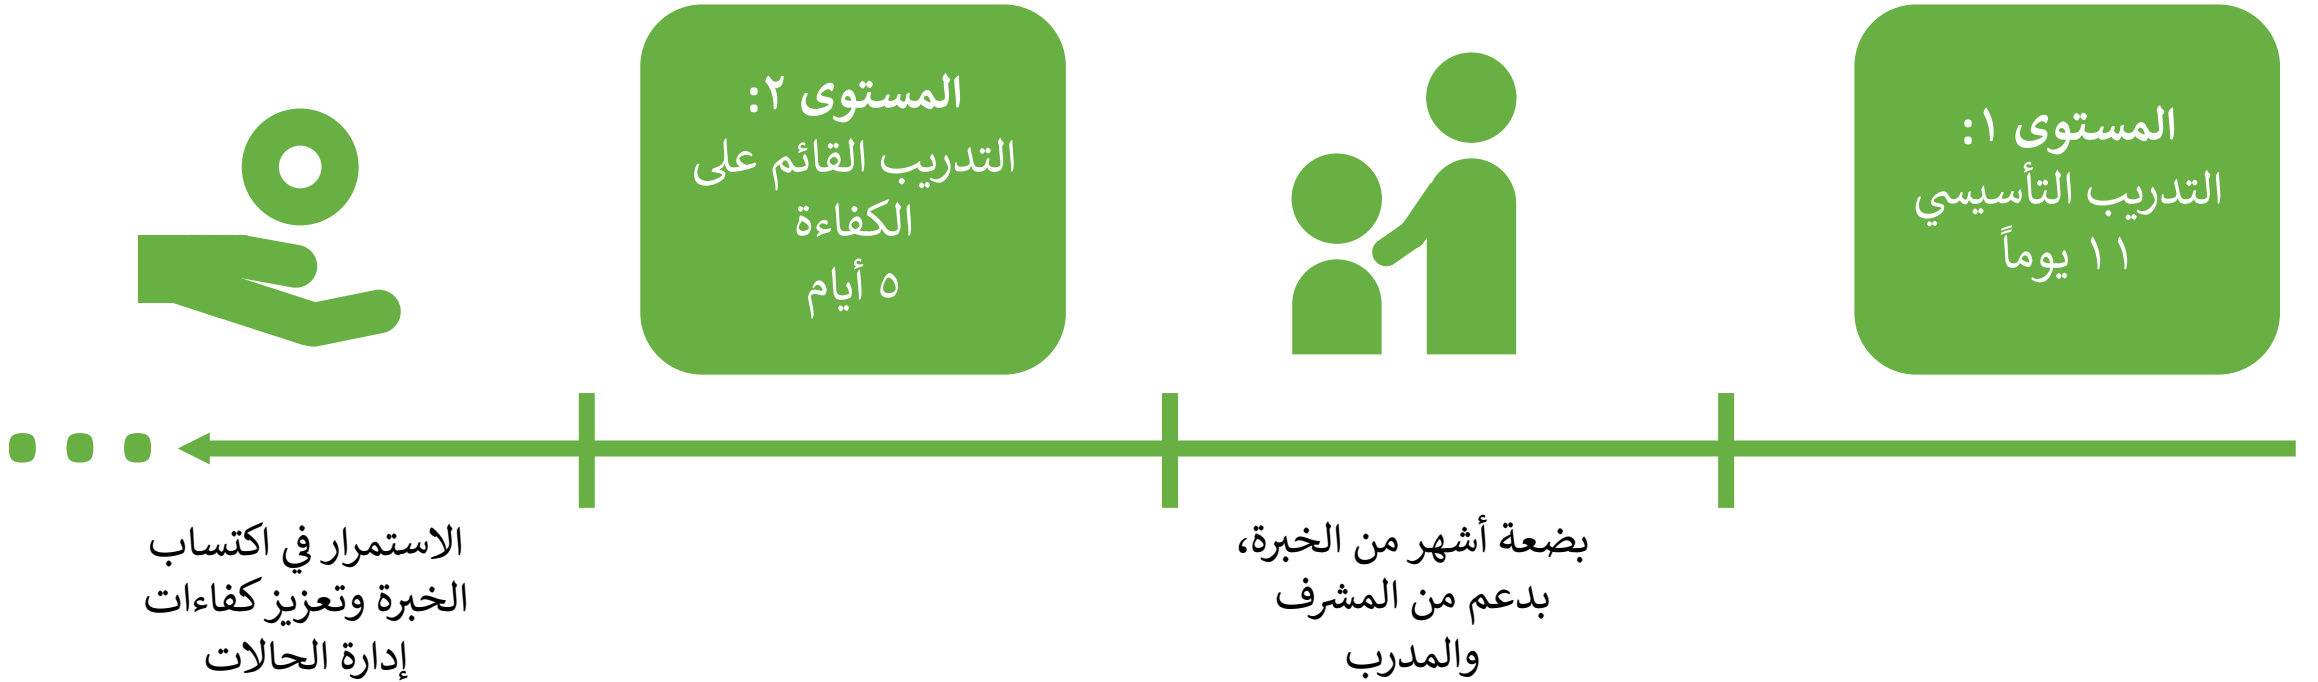 المستوى ١:
التدريب التأسيسي
١١ يوماً
بضعة أشهر من الخبرة،
بدعم من المشرف
والمدرب
المستوى ٢:
التدريب القائم على
الكفاءة
٥ أيام
الاستمرار في اكتساب
الخبرة وتعزيز كفاءات
إدارة الحالات